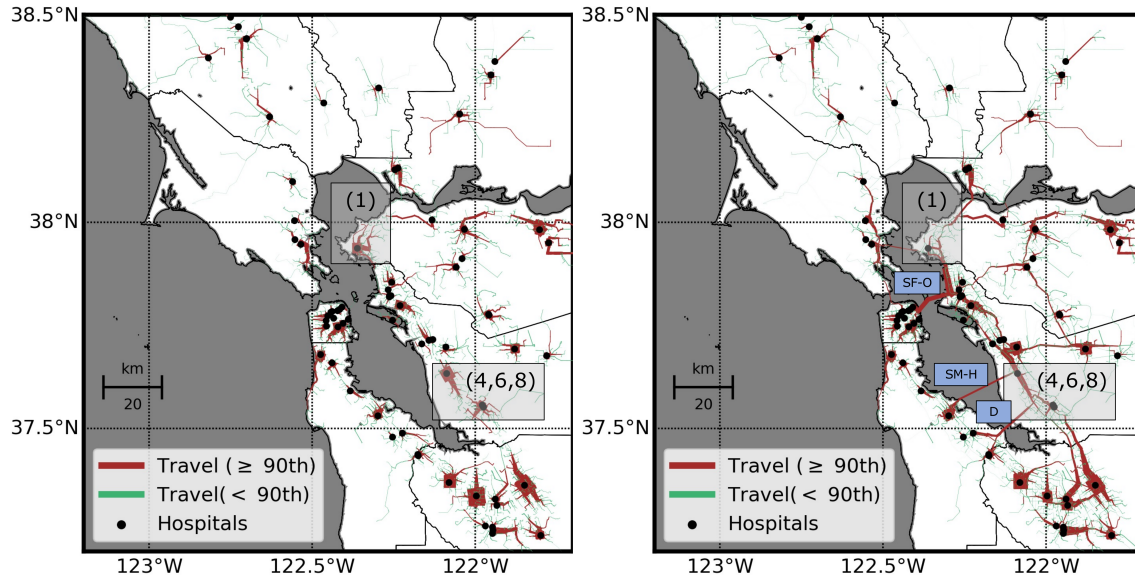 38.5°N
38°N
37.5°N
(1)
(4,6,8)
km
20
Travel (≥ 90th)
Travel(< 90th)
Hospitals
123°W
122.5°W
122°W
38.5°N
38°N
37.5°N
(1)
SF-O
SM-H
(4,6,8)
D
km
20
Travel (≥ 90th)
Travel(< 90th)
Hospitals
123°W
122.5°W
122°W